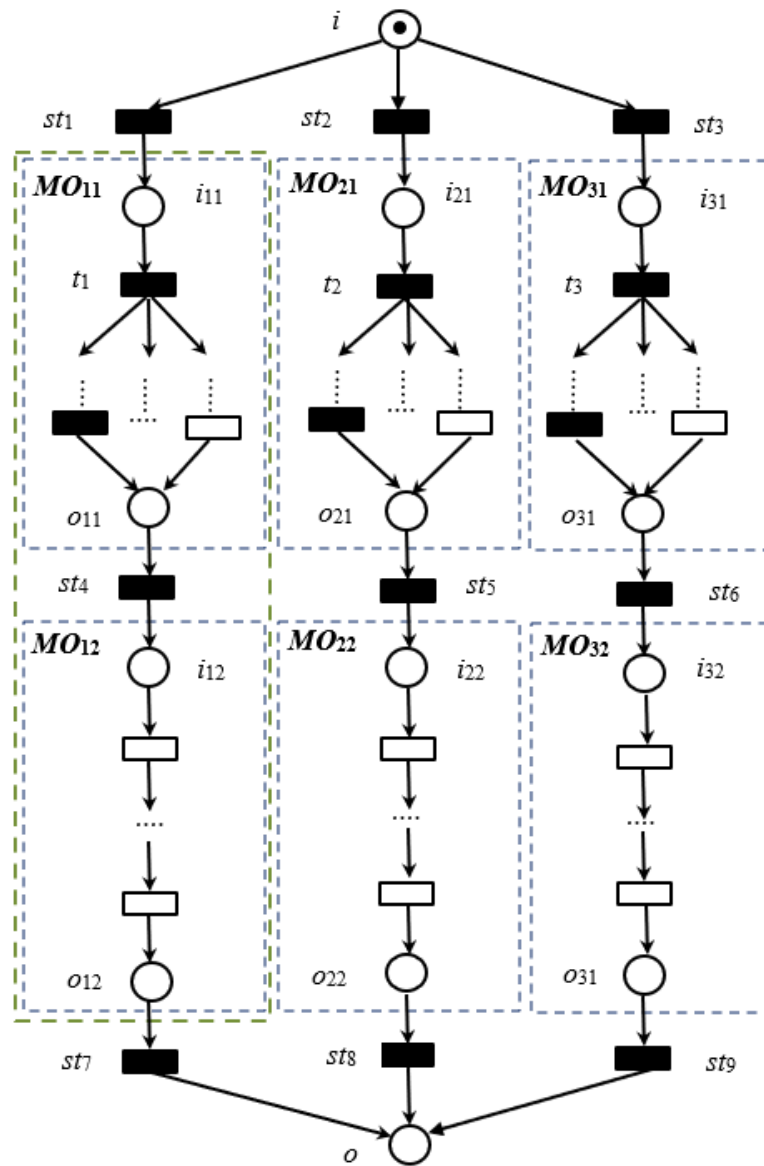 i
st1 st2 st3
MO11 i11 MO21 i21 MO31 i31
t1 t2 t3
o11 o21 o31
st4 st5 st6
MO12 i12 MO22 i22 MO32 i32
o12 o22 o31
st7 st8 st9
o